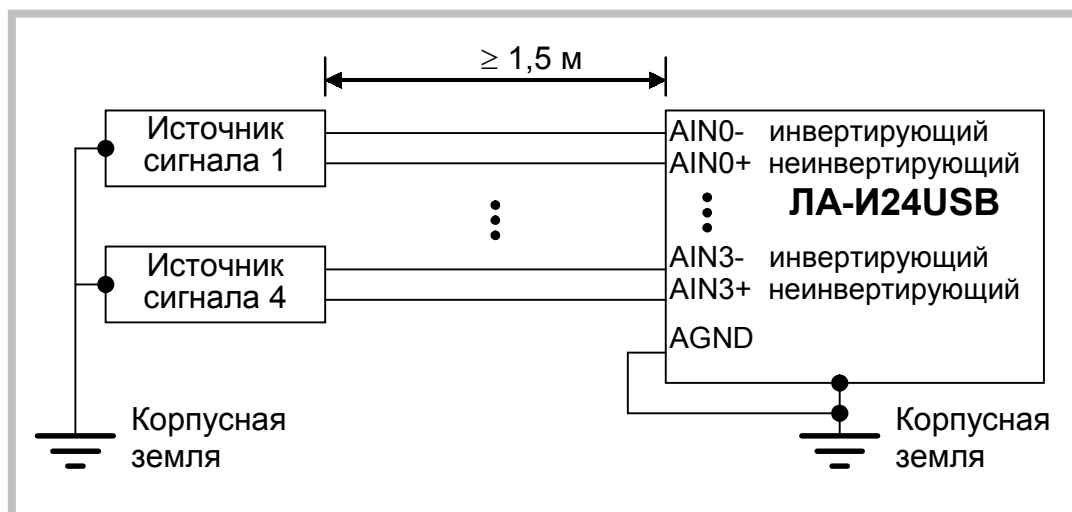 ≥ 1,5 м
Источник
сигнала 1
AIN0- инвертирующий
AIN0+ неинвертирующий
ЛА-И24USB
Источник
сигнала 4
AIN3- инвертирующий
AIN3+ неинвертирующий
AGND
Корпусная
земля
Корпусная
земля